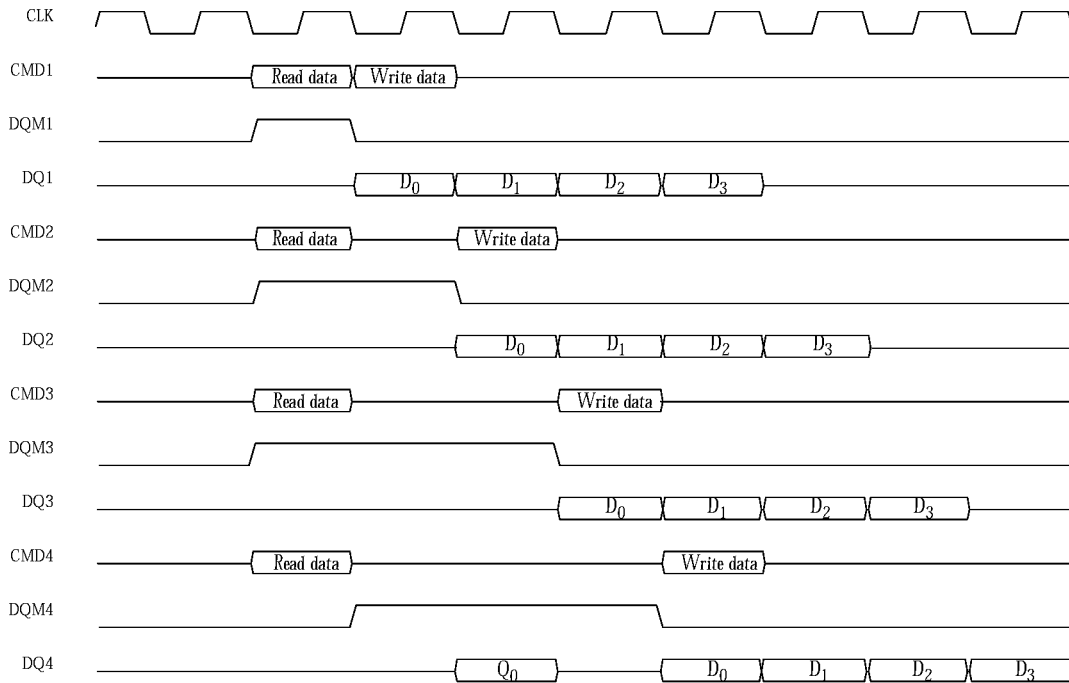 CLK
CMD1 Read data Write data
DQM1
DQ1 D0 D1 D2 D3
CMD2 Read data Write data
DQM2
DQ2 D0 D1 D2 D3
CMD3 Read data Write data
DQM3
DQ3 D0 D1 D2 D3
CMD4 Read data Write data
DQM4
DQ4 Q0 D0 D1 D2 D3